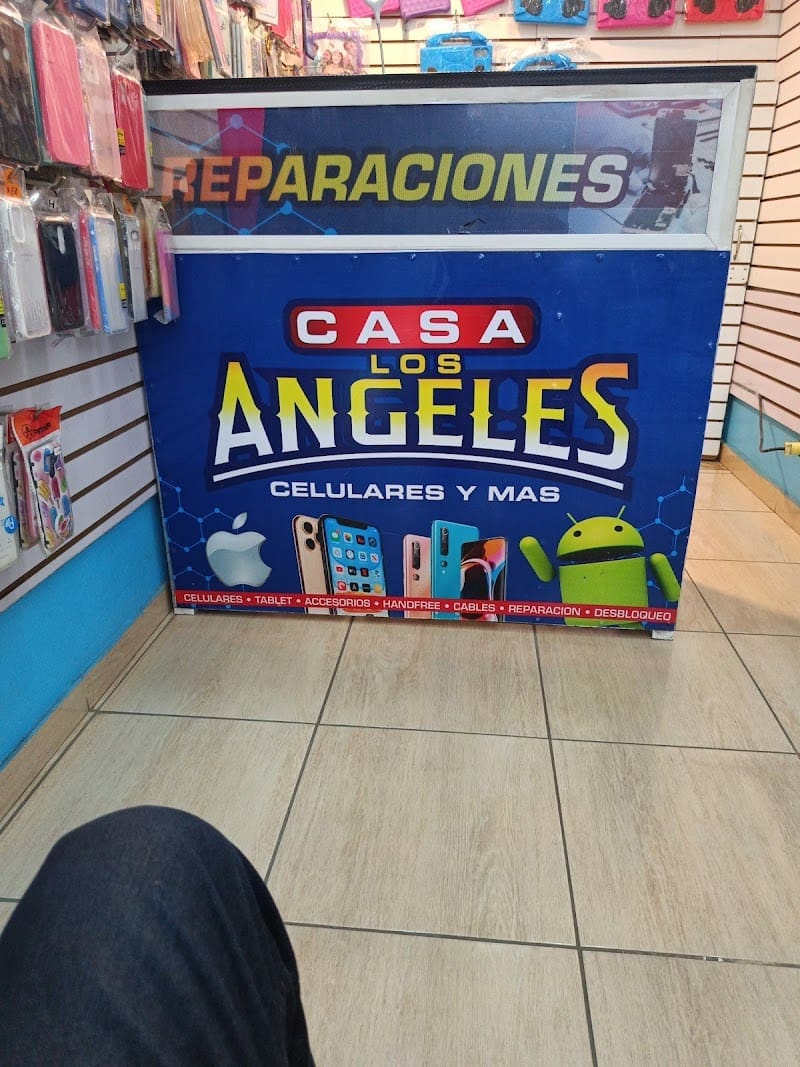 REPARACIONES
CASA
LOS
ANGELES
CELULARES Y MAS
CELULARES • TABLET • ACCESORIOS • HANDFREE • CABLES • REPARACION • DESBLOQUEO